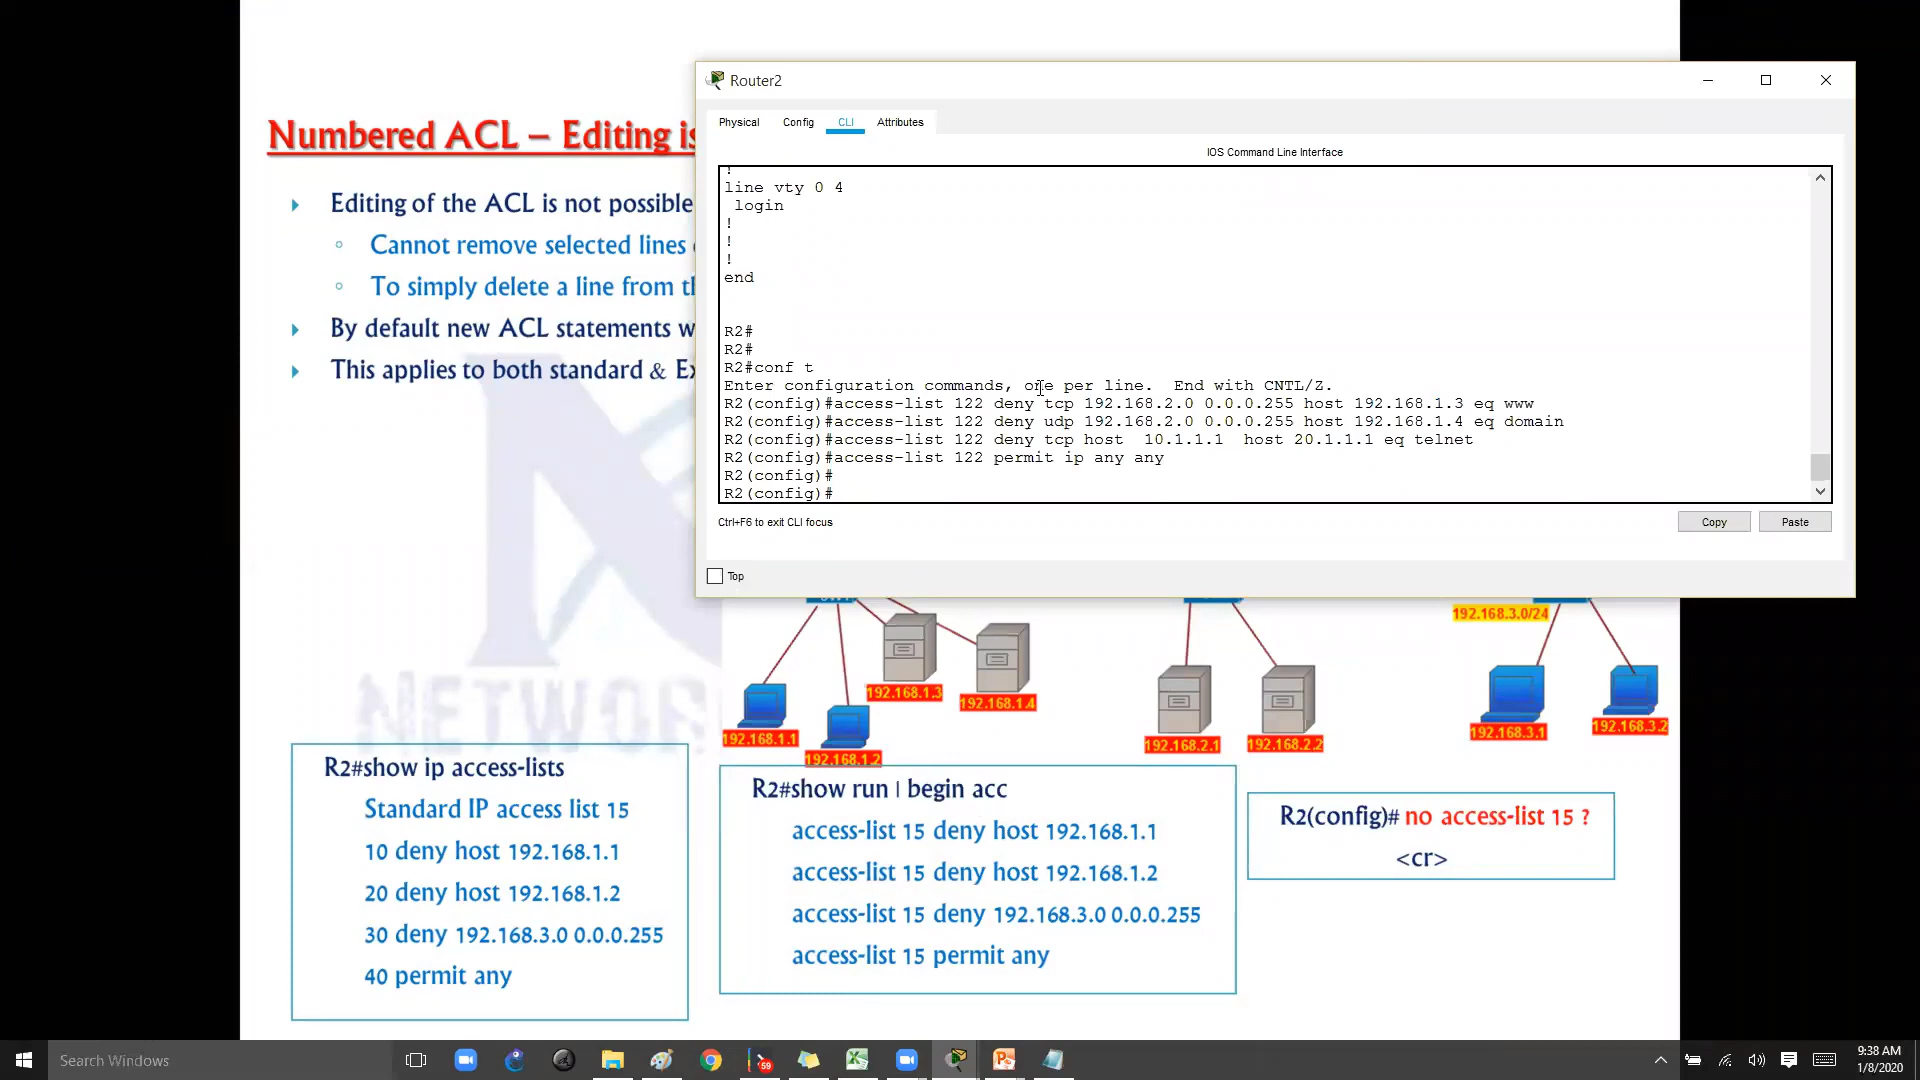 Numbered ACL – Editing is
Editing of the ACL is not possible
Cannot remove selected lines
To simply delete a line from
By default new ACL statements
This applies to both standard & Ex
Router2
Physical Config CLI Attributes
IOS Command Line Interface
!
line vty 0 4
login
!
!
!
end
R2#
R2#
R2#conf t
Enter configuration commands, one per line. End with CNTL/Z.
R2(config)#access-list 122 deny tcp 192.168.2.0 0.0.0.255 host 192.168.1.3 eq www
R2(config)#access-list 122 deny udp 192.168.2.0 0.0.0.255 host 192.168.1.4 eq domain
R2(config)#access-list 122 deny tcp host 10.1.1.1 host 20.1.1.1 eq telnet
R2(config)#access-list 122 permit ip any any
R2(config)#
R2(config)#
Ctrl+F6 to exit CLI focus
Copy Paste
Top
192.168.3.0/24
192.168.1.3
192.168.1.4
192.168.1.1
192.168.1.2
192.168.2.1
192.168.2.2
192.168.3.1
192.168.3.2
NETWOR
R2#show ip access-lists
Standard IP access list 15
10 deny host 192.168.1.1
20 deny host 192.168.1.2
30 deny 192.168.3.0 0.0.0.255
40 permit any
R2#show run | begin acc
access-list 15 deny host 192.168.1.1
access-list 15 deny host 192.168.1.2
access-list 15 deny 192.168.3.0 0.0.0.255
access-list 15 permit any
R2(config)# no access-list 15 ?
<cr>
Search Windows
59
9:38 AM
1/8/2020